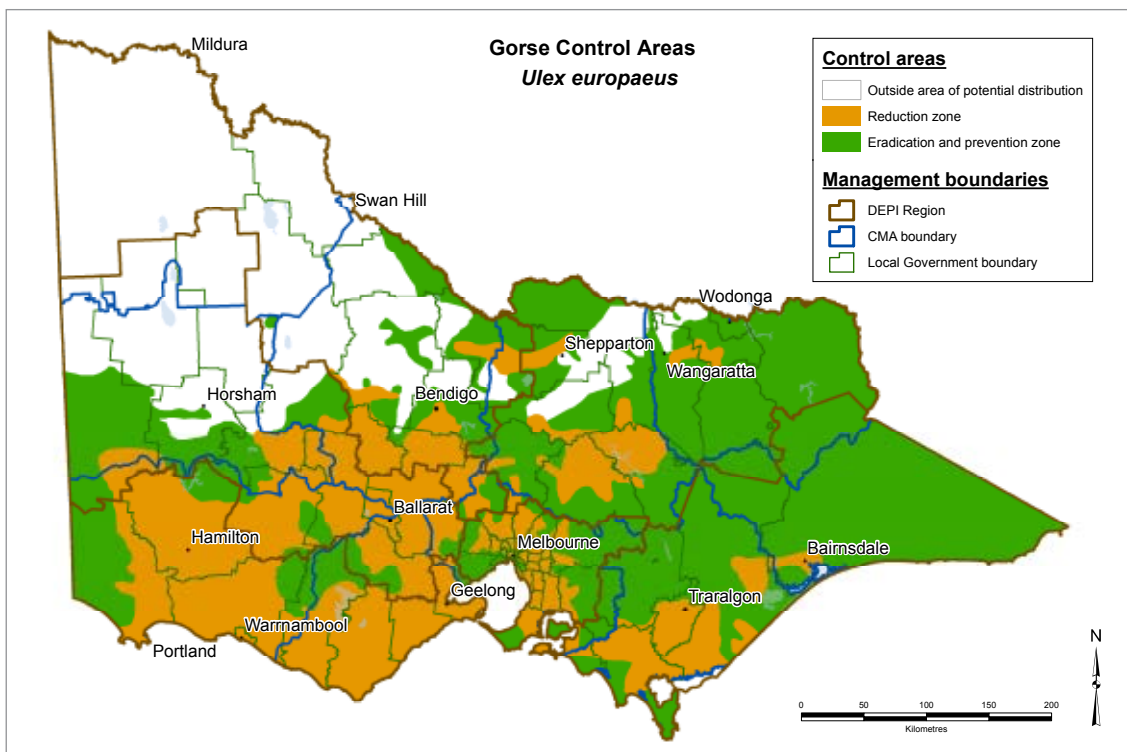 Gorse Control Areas
Ulex europaeus
Control areas
Outside area of potential distribution
Reduction zone
Eradication and prevention zone
Management boundaries
DEPI Region
CMA boundary
Local Government boundary
Mildura
Swan Hill
Wodonga
Shepparton
Wangaratta
Horsham
Bendigo
Ballarat
Hamilton
Melbourne
Bairnsdale
Geelong
Traralgon
Warrnambool
Portland
N
0 50 100 150 200
Kilometres